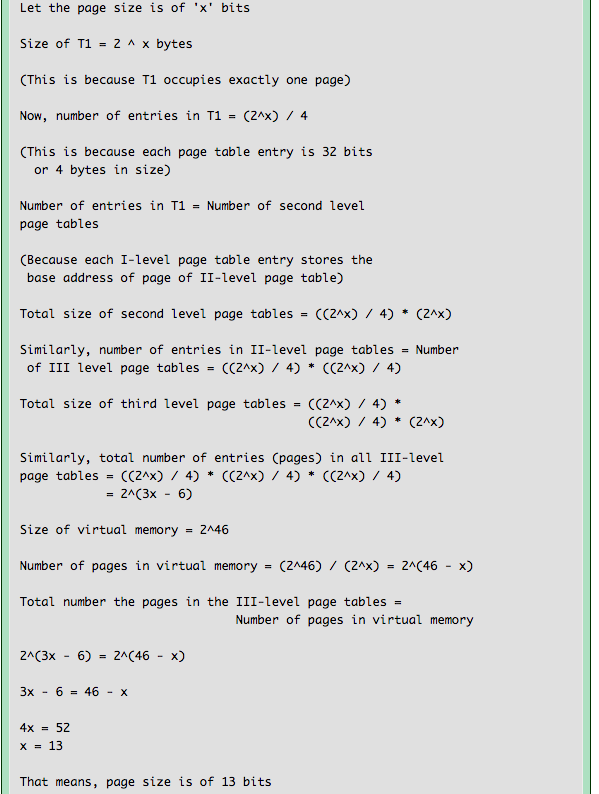 Let the page size is of 'x' bits
Size of T1 = 2 ^ x bytes
(This is because T1 occupies exactly one page)
Now, number of entries in T1 = (2^x) / 4
(This is because each page table entry is 32 bits
or 4 bytes in size)
Number of entries in T1 = Number of second level
page tables
(Because each I-level page table entry stores the
base address of page of II-level page table)
Total size of second level page tables = ((2^x) / 4) * (2^x)
Similarly, number of entries in II-level page tables = Number
of III level page tables = ((2^x) / 4) * ((2^x) / 4)
Total size of third level page tables = ((2^x) / 4) *
((2^x) / 4) * (2^x)
Similarly, total number of entries (pages) in all III-level
page tables = ((2^x) / 4) * ((2^x) / 4) * ((2^x) / 4)
= 2^(3x - 6)
Size of virtual memory = 2^46
Number of pages in virtual memory = (2^46) / (2^x) = 2^(46 - x)
Total number the pages in the III-level page tables =
Number of pages in virtual memory
2^(3x - 6) = 2^(46 - x)
3x - 6 = 46 - x
4x = 52
x = 13
That means, page size is of 13 bits